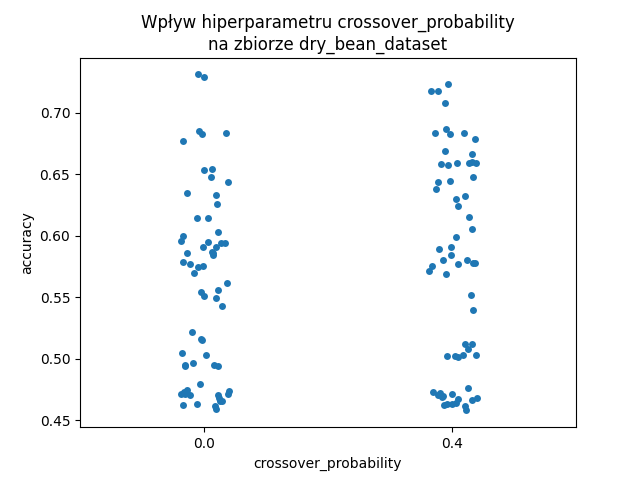 Wpływ hiperparametru crossover_probability
na zbiorze dry_bean_dataset
0.70
0.65
0.60
0.55
0.50
0.45
accuracy
0.0 0.4
crossover_probability